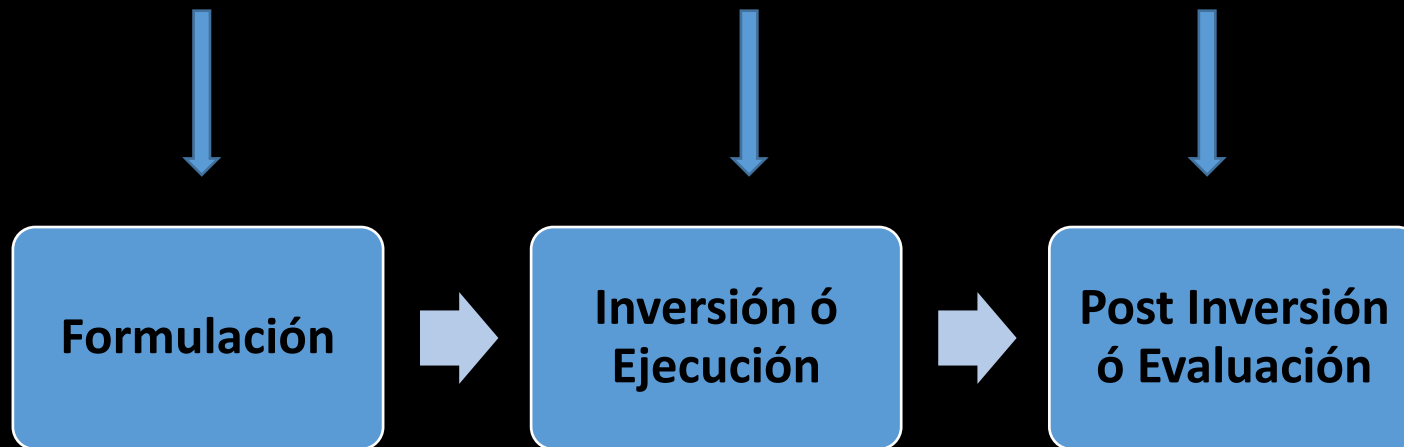 Formulación
Inversión ó
Ejecución
Post Inversión
ó Evaluación